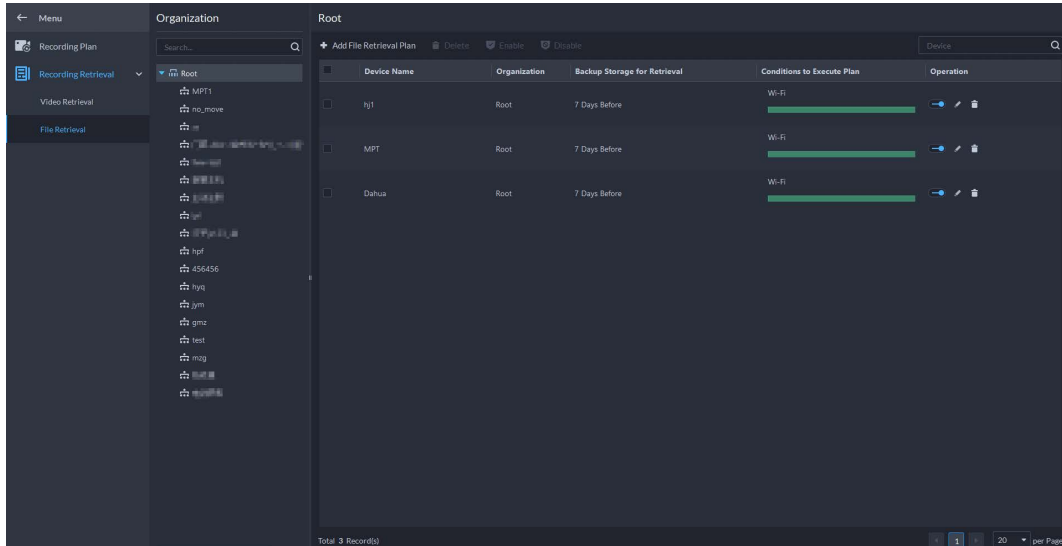 Menu
Recording Plan
Recording Retrieval
Video Retrieval
File Retrieval
Organization
Search...
Root
MPT1
no_move
hpf
456456
hyq
jym
gmz
test
mzg
Root
Add File Retrieval Plan Delete Enable Disable Device
Device Name Organization Backup Storage for Retrieval Conditions to Execute Plan Operation
hj1 Root 7 Days Before Wi-Fi
MPT Root 7 Days Before Wi-Fi
Dahua Root 7 Days Before Wi-Fi
Total 3 Record(s) 1 20 per Page